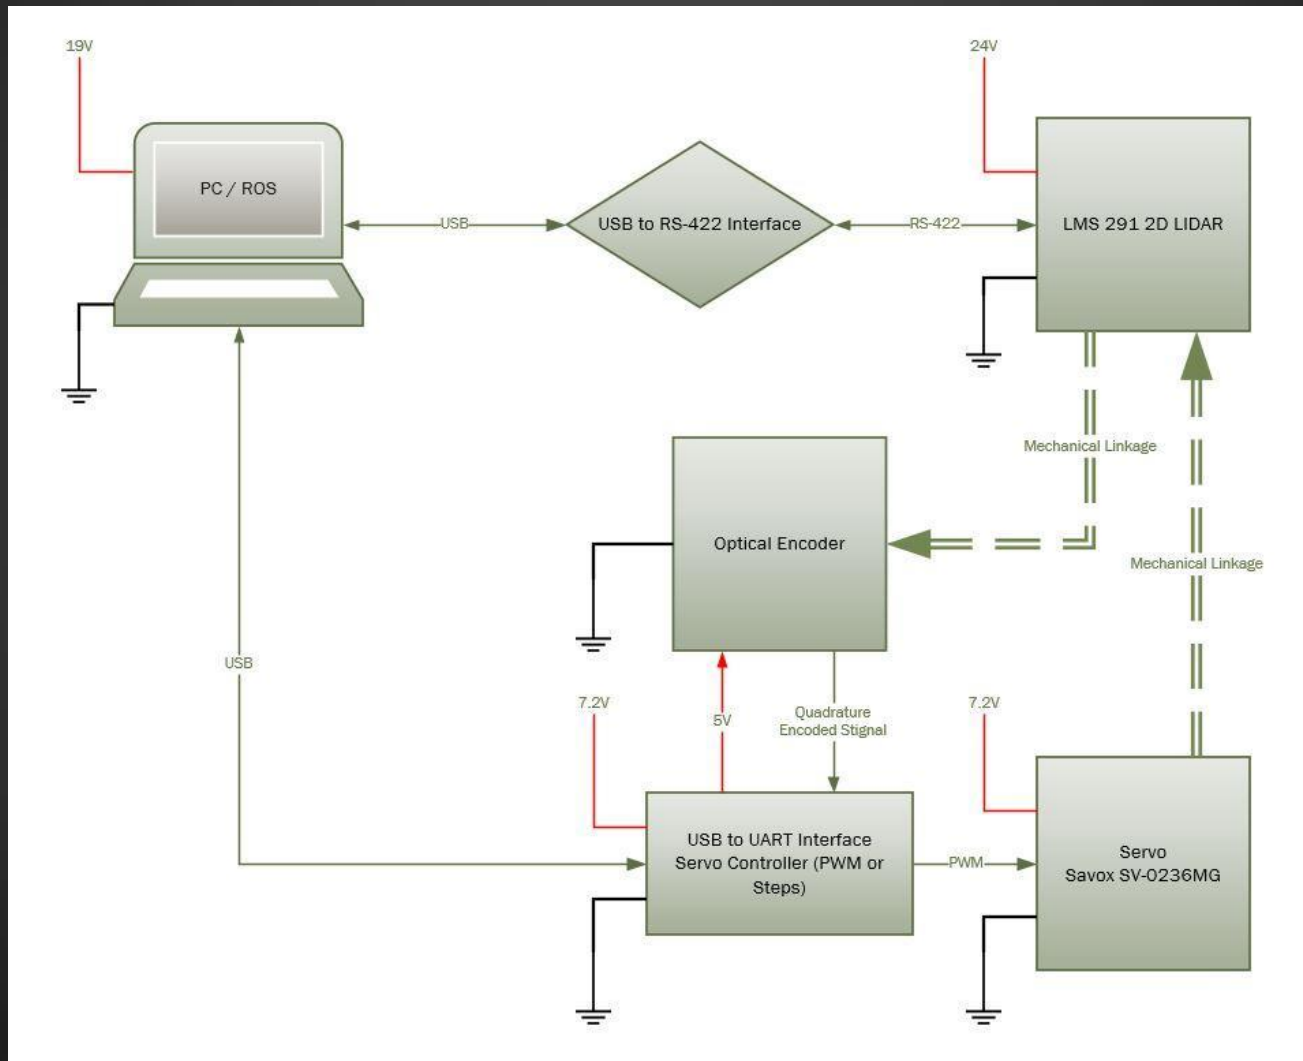 19V
24V
PC / ROS
USB
USB to RS-422 Interface
RS-422
LMS 291 2D LIDAR
Mechanical Linkage
Optical Encoder
Mechanical Linkage
USB
7.2V
5V
Quadrature
Encoded Stignal
7.2V
USB to UART Interface
Servo Controller (PWM or
Steps)
PWM
Servo
Savox SV-0236MG